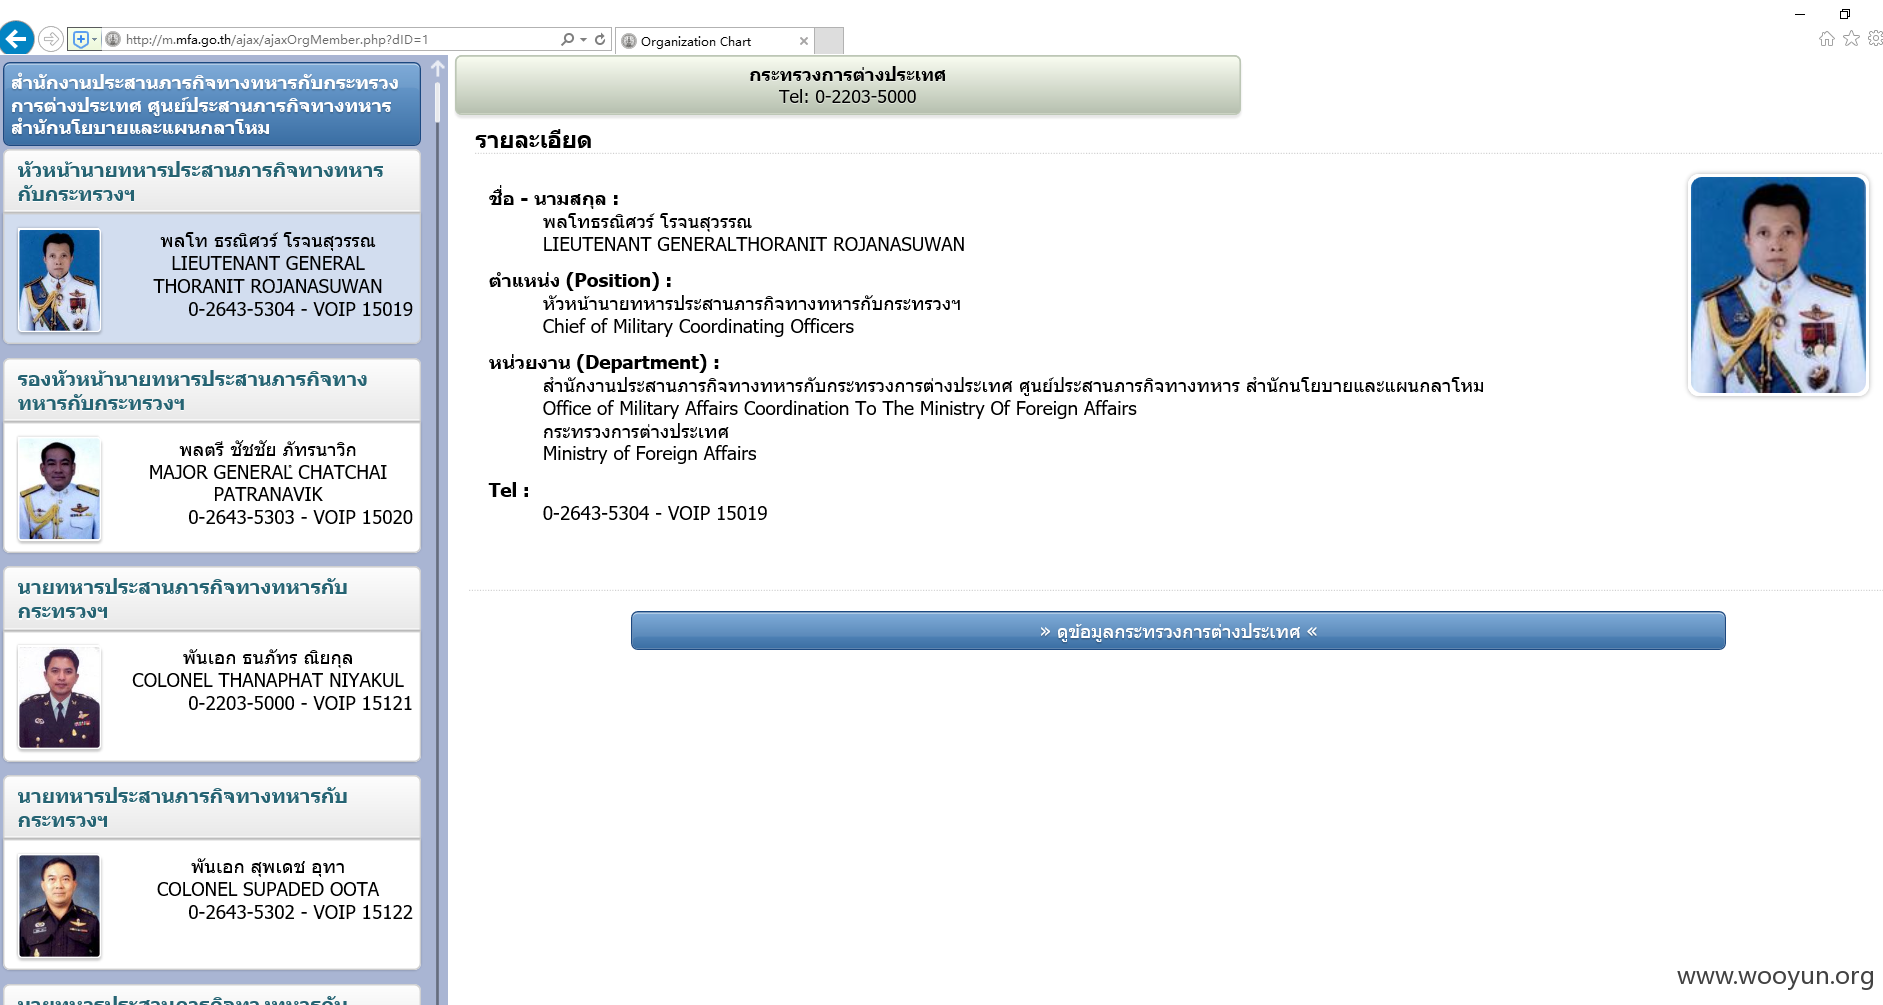 http://m.mfa.go.th/ajax/ajaxOrgMember.php?dID=1
Organization Chart
สำนักงานประสานภารกิจทางทหารกับกระทรวง
การต่างประเทศ ศูนย์ประสานภารกิจทางทหาร
สำนักนโยบายและแผนกลาโหม
หัวหน้านายทหารประสานภารกิจทางทหาร
กับกระทรวงฯ
พลโท ธรณิศวร์ โรจนสุวรรณ
LIEUTENANT GENERAL
THORANIT ROJANASUWAN
0-2643-5304 - VOIP 15019
รองหัวหน้านายทหารประสานภารกิจทาง
ทหารกับกระทรวงฯ
พลตรี ชัชชัย ภัทรนาวิก
MAJOR GENERAL CHATCHAI
PATRANAVIK
0-2643-5303 - VOIP 15020
นายทหารประสานภารกิจทางทหารกับ
กระทรวงฯ
พันเอก ธนภัทร ณิยกุล
COLONEL THANAPHAT NIYAKUL
0-2203-5000 - VOIP 15121
นายทหารประสานภารกิจทางทหารกับ
กระทรวงฯ
พันเอก สุพเดช อุทา
COLONEL SUPADED OOTA
0-2643-5302 - VOIP 15122
นายทหารประสานภารกิจทางทหารกับ
กระทรวงการต่างประเทศ
Tel: 0-2203-5000
รายละเอียด
ชื่อ - นามสกุล :
พลโทธรณิศวร์ โรจนสุวรรณ
LIEUTENANT GENERALTHORANIT ROJANASUWAN
ตำแหน่ง (Position) :
หัวหน้านายทหารประสานภารกิจทางทหารกับกระทรวงฯ
Chief of Military Coordinating Officers
หน่วยงาน (Department) :
สำนักงานประสานภารกิจทางทหารกับกระทรวงการต่างประเทศ ศูนย์ประสานภารกิจทางทหาร สำนักนโยบายและแผนกลาโหม
Office of Military Affairs Coordination To The Ministry Of Foreign Affairs
กระทรวงการต่างประเทศ
Ministry of Foreign Affairs
Tel :
0-2643-5304 - VOIP 15019
» ดูข้อมูลกระทรวงการต่างประเทศ «
www.wooyun.org